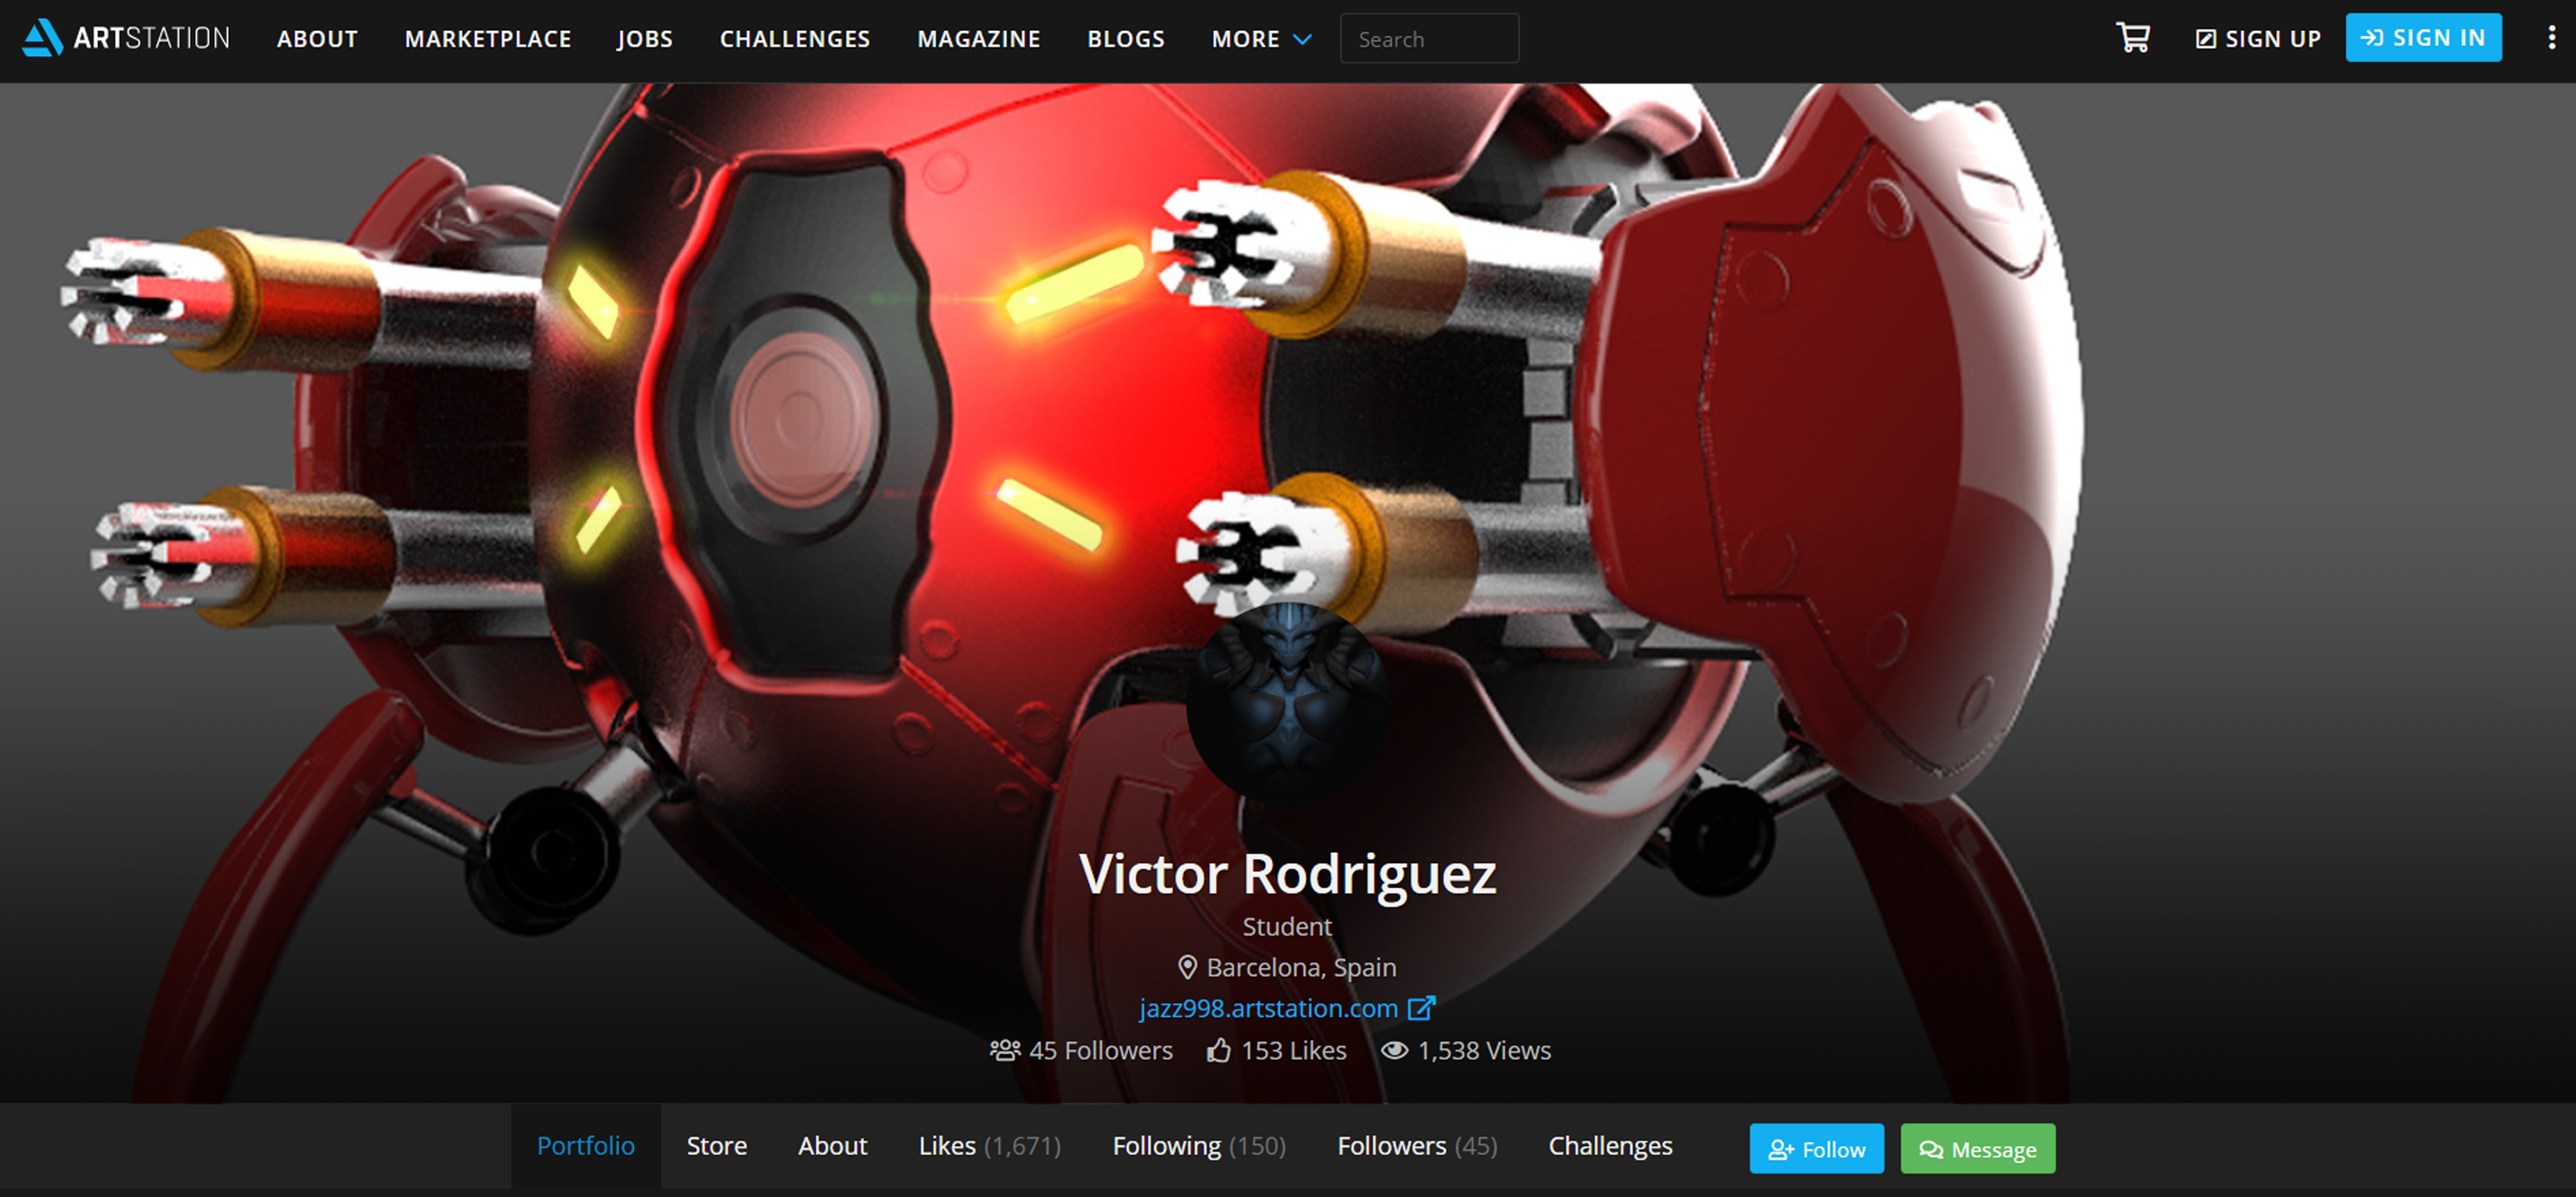 ARTSTATION ABOUT MARKETPLACE JOBS CHALLENGES MAGAZINE BLOGS MORE Search SIGN UP SIGN IN
Victor Rodriguez
Student
Barcelona, Spain
jazz998.artstation.com
45 Followers 153 Likes 1,538 Views
Portfolio Store About Likes (1,671) Following (150) Followers (45) Challenges Follow Message